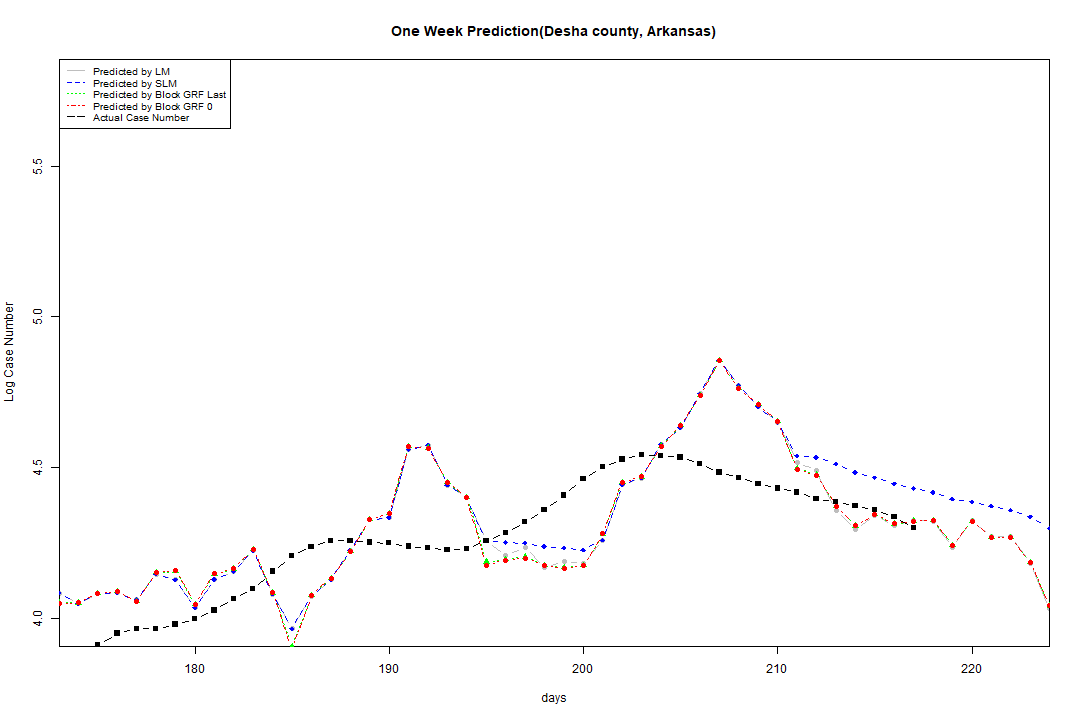 One Week Prediction(Desha county, Arkansas)
Predicted by LM
Predicted by SLM
Predicted by Block GRF Last
Predicted by Block GRF 0
Actual Case Number
5.5
5.0
4.5
4.0
Log Case Number
180 190 200 210 220
days